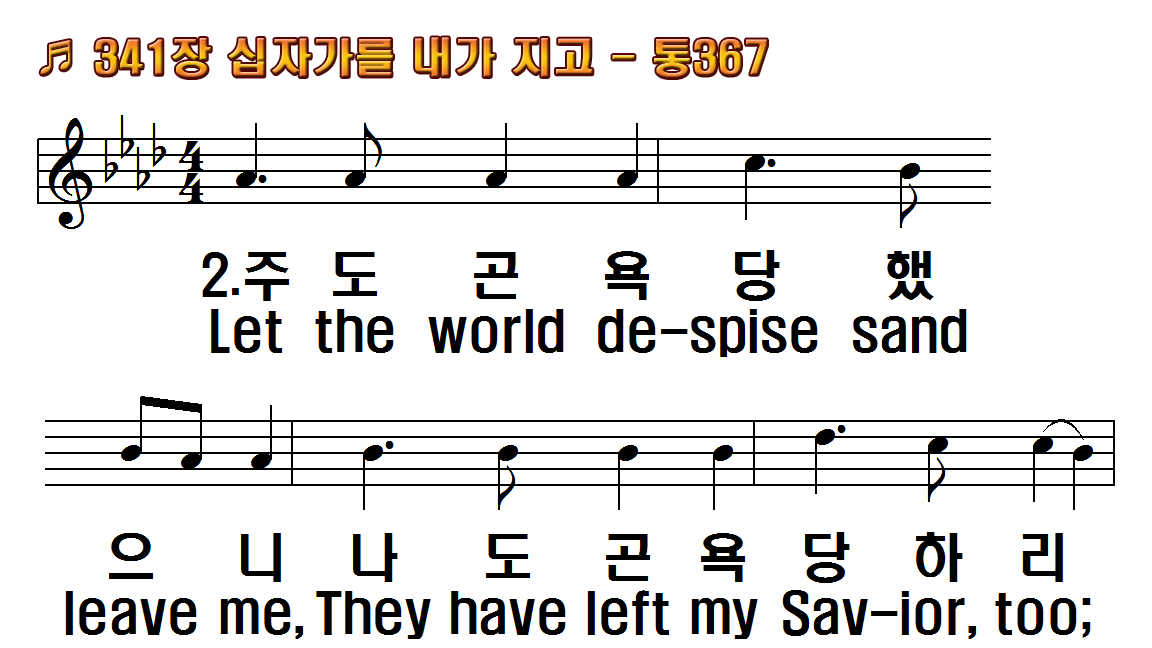 ♬ 341장 십자가를 내가 지고 - 통367
4
4
2.주 도 곤 욕 당 했
Let the world de-spise sand
으 니 나 도 곤 욕 당 하 리
leave me, They have left my Sav-ior, too;